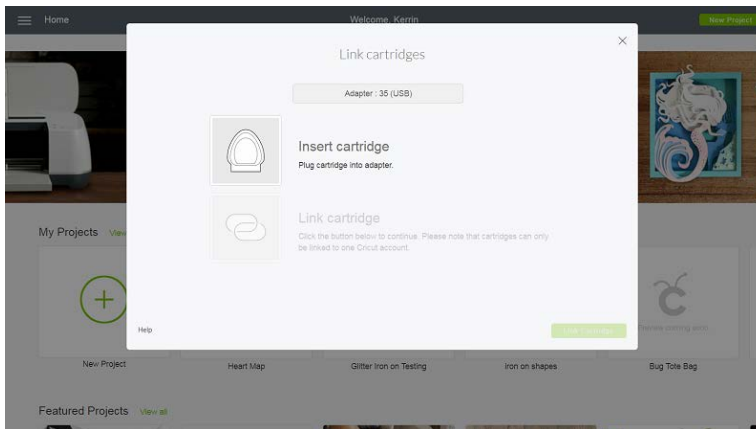 Home
Welcome, Kerrin
New Project
Link cartridges
Adapter : 35 (USB)
Insert cartridge
Plug cartridge into adapter.
Link cartridge
Click the button below to continue. Please note that cartridges can only
be linked to one Cricut account.
Help
Link Cartridge
My Projects View
New Project
Heart Map
Glitter Iron on Testing
Iron on shapes
Bug Tote Bag
Featured Projects View all